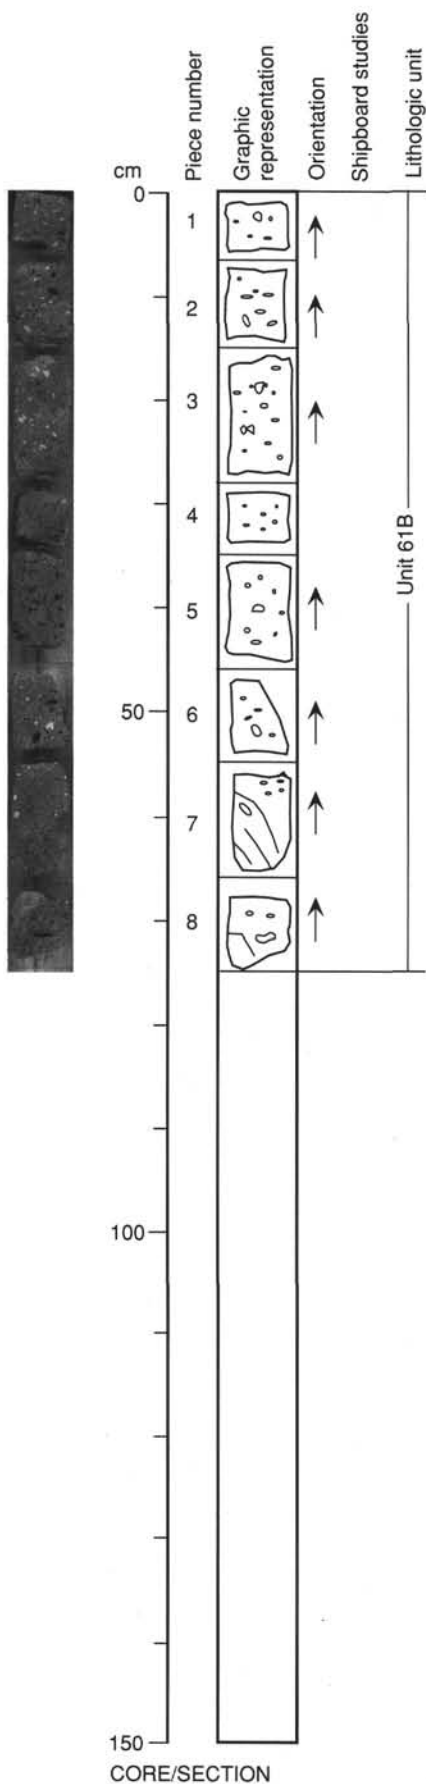 cm
Piece number
Graphic
representation
Orientation
Shipboard studies
Lithologic unit
0
1
2
3
4
5
50
6
7
8
Unit 61B
100
150
CORE/SECTION